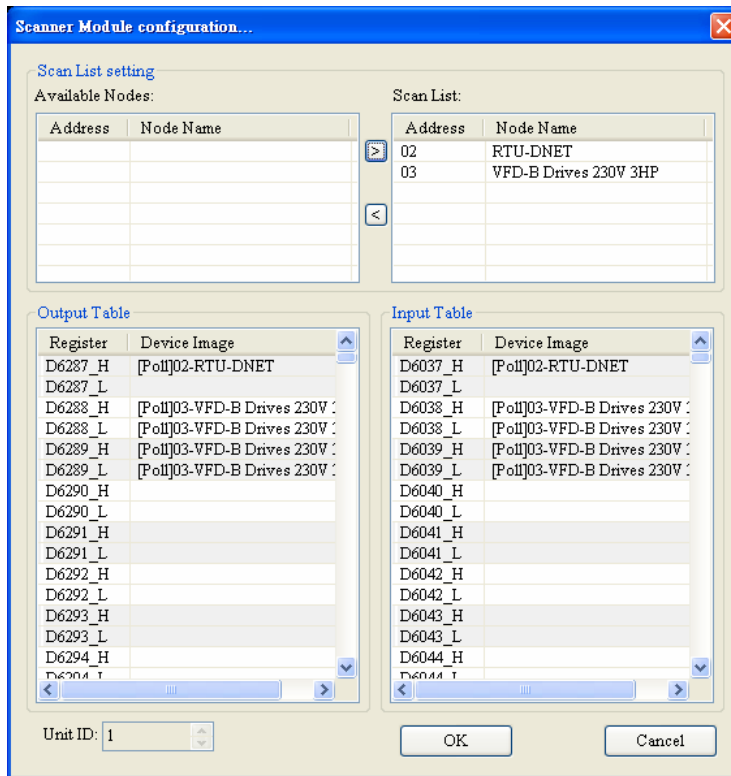 Scanner Module configuration...
Scan List setting
Available Nodes:
Address Node Name
>
<
Scan List:
Address Node Name
02 RTU-DNET
03 VFD-B Drives 230V 3HP
Output Table
Register Device Image
D6287_H [Poll]02-RTU-DNET
D6287_L
D6288_H [Poll]03-VFD-B Drives 230V
D6288_L [Poll]03-VFD-B Drives 230V
D6289_H [Poll]03-VFD-B Drives 230V
D6289_L [Poll]03-VFD-B Drives 230V
D6290_H
D6290_L
D6291_H
D6291_L
D6292_H
D6292_L
D6293_H
D6293_L
D6294_H
Input Table
Register Device Image
D6037_H [Poll]02-RTU-DNET
D6037_L
D6038_H [Poll]03-VFD-B Drives 230V
D6038_L [Poll]03-VFD-B Drives 230V
D6039_H [Poll]03-VFD-B Drives 230V
D6039_L [Poll]03-VFD-B Drives 230V
D6040_H
D6040_L
D6041_H
D6041_L
D6042_H
D6042_L
D6043_H
D6043_L
D6044_H
Unit ID: 1
OK
Cancel